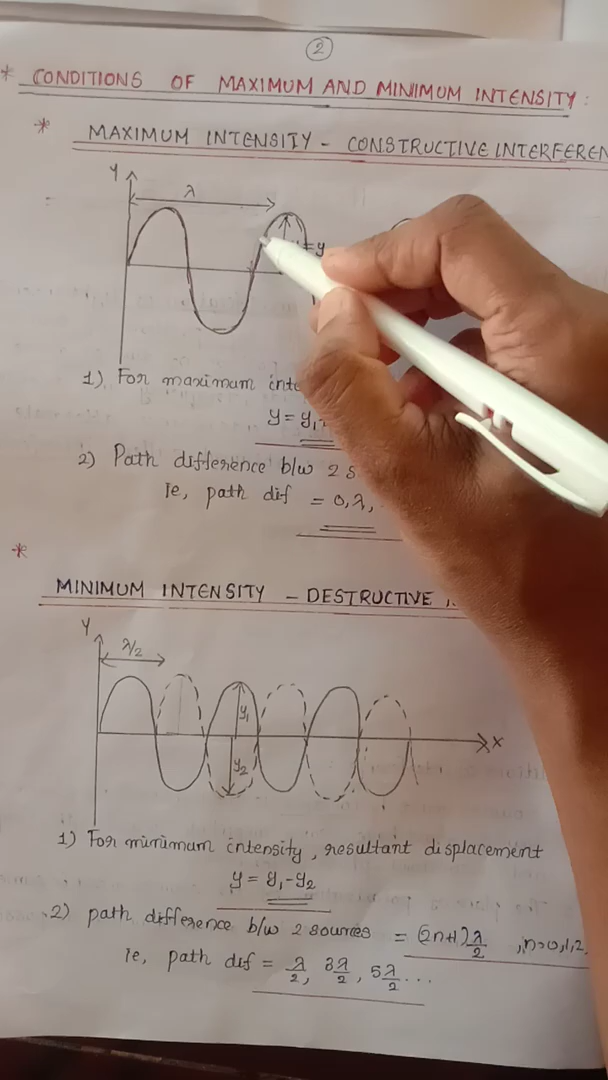 2
* CONDITIONS OF MAXIMUM AND MINIMUM INTENSITY:
* MAXIMUM INTENSITY - CONSTRUCTIVE INTERFEREN
Y
λ
y
1) For maximum inte
y = y₁
2) Path difference b/w 2 s
Ie, path dif = 0, λ,
*
MINIMUM INTENSITY - DESTRUCTIVE
Y
λ/2
y₁
X
y₂
1) For minimum intensity, resultant displacement
y = y₁-y₂
2) path difference b/w 2 sources = (2n+1)λ/2 , n=0,1,2
Ie, path dif = λ/2, 3λ/2, 5λ/2 ...